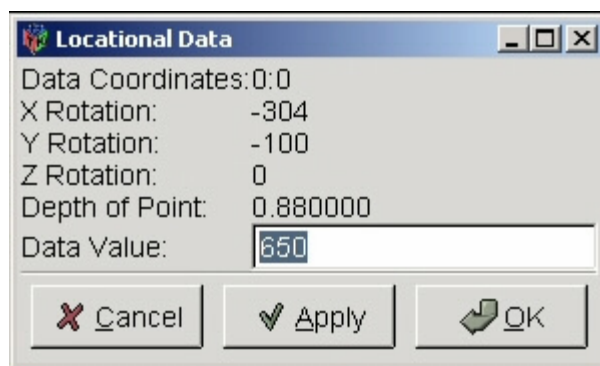 Locational Data
Data Coordinates:0:0
X Rotation: -304
Y Rotation: -100
Z Rotation: 0
Depth of Point: 0.880000
Data Value: 650
Cancel Apply OK